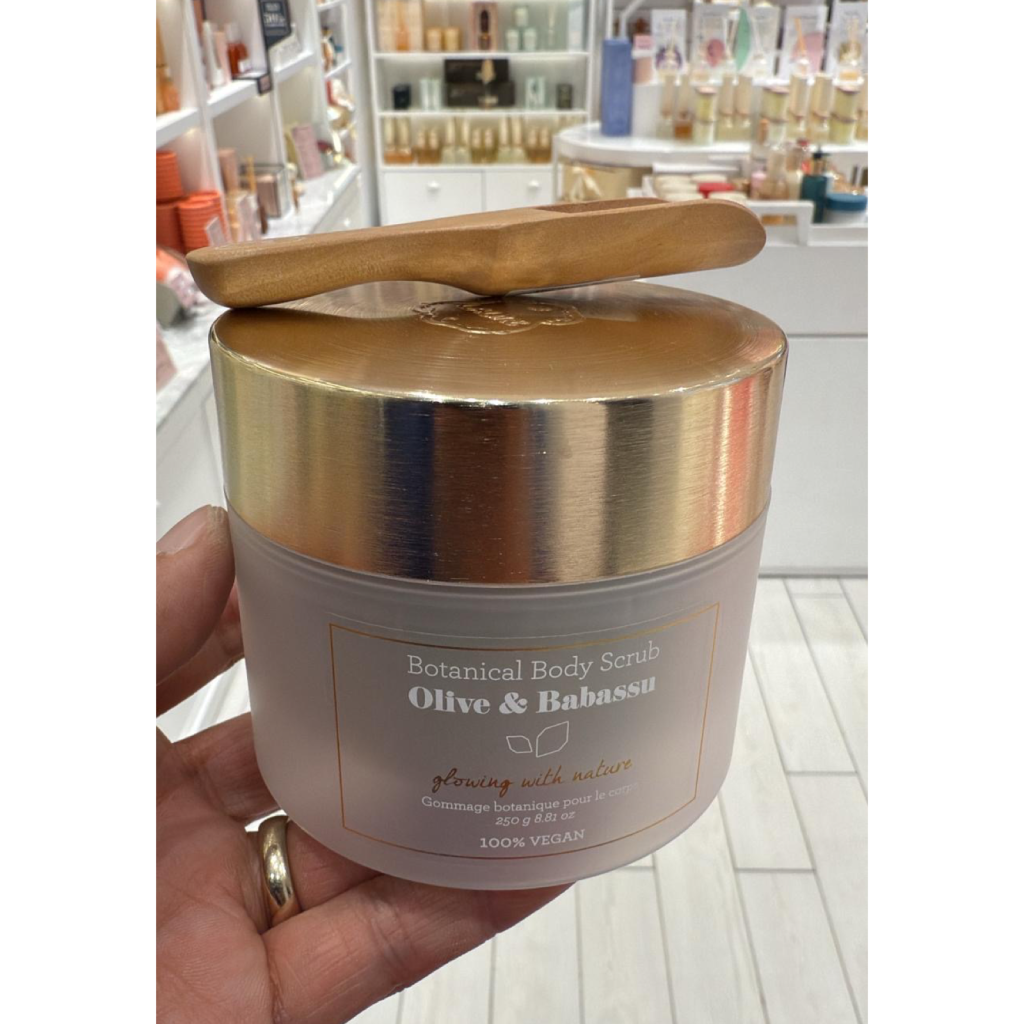 Botanical Body Scrub
Olive & Babassu
glowing with nature
Gommage botanique pour le corps
250 g 8.81 oz
100% VEGAN